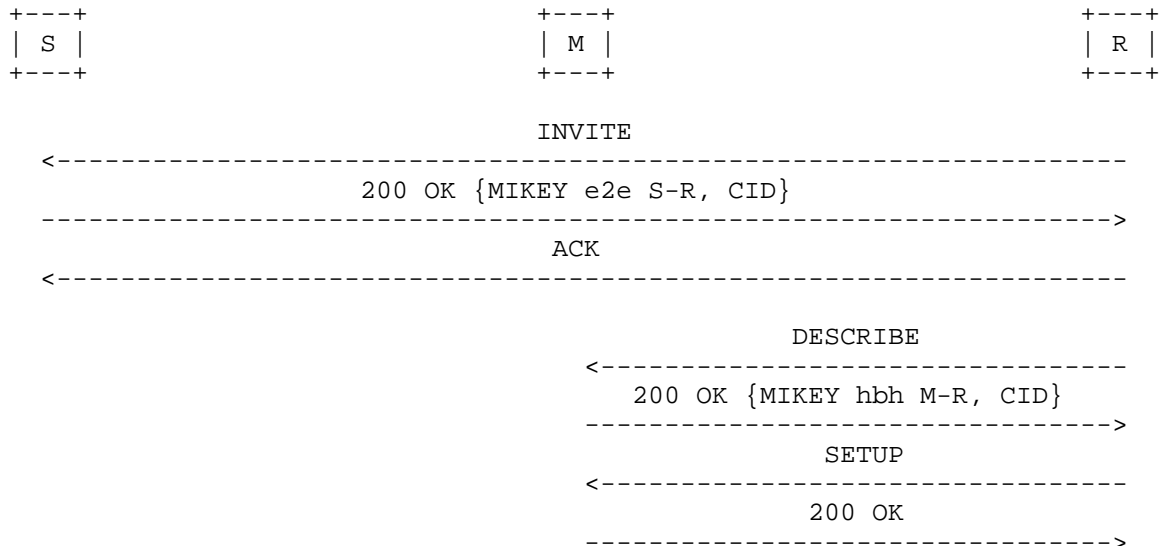 +---+ +---+ +---+
| S | | M | | R |
+---+ +---+ +---+
INVITE
<-------------------------------------------------------------------
200 OK {MIKEY e2e S-R, CID}
------------------------------------------------------------------->
ACK
<-------------------------------------------------------------------
DESCRIBE
<---------------------------------
200 OK {MIKEY hbh M-R, CID}
--------------------------------->
SETUP
<---------------------------------
200 OK
--------------------------------->